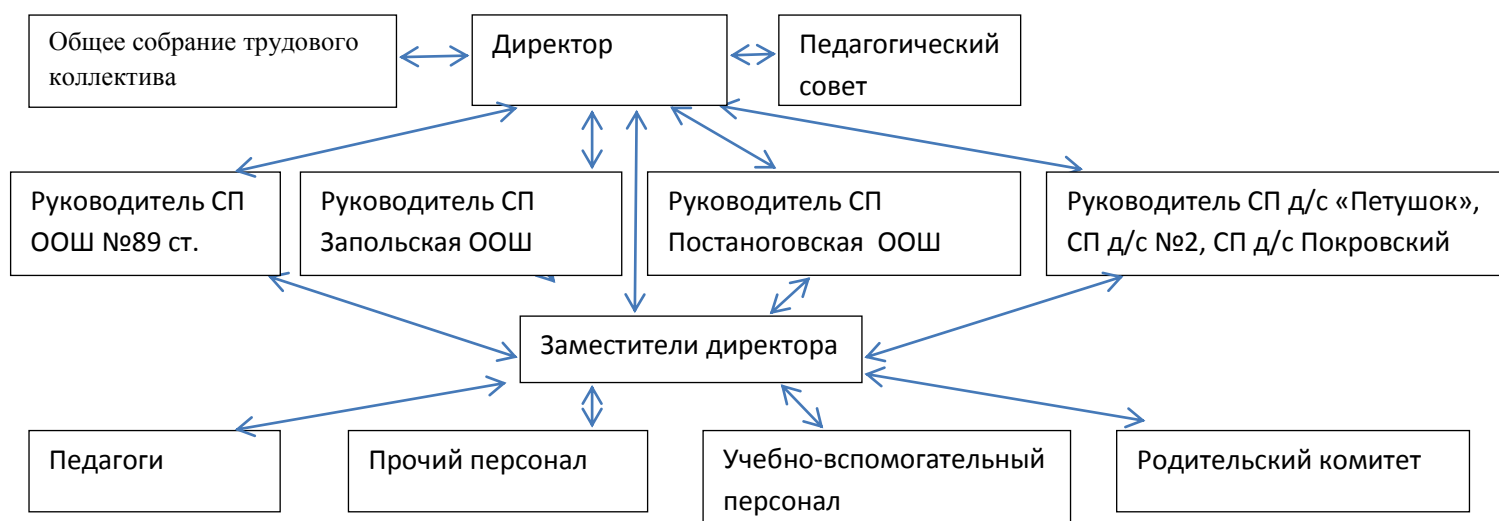 Общее собрание трудового
коллектива
Директор
Педагогический
совет
Руководитель СП
ООШ №89 ст.
Руководитель СП
Запольская ООШ
Руководитель СП
Постаноговская ООШ
Руководитель СП д/с «Петушок»,
СП д/с №2, СП д/с Покровский
Заместители директора
Педагоги
Прочий персонал
Учебно-вспомогательный
персонал
Родительский комитет